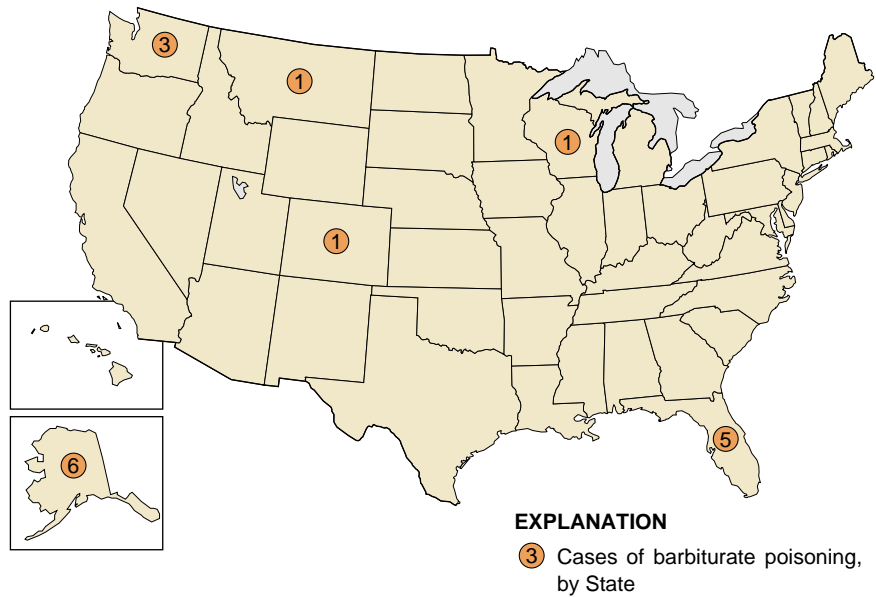 3
1
1
1
6
5
EXPLANATION
3 Cases of barbiturate poisoning,
by State